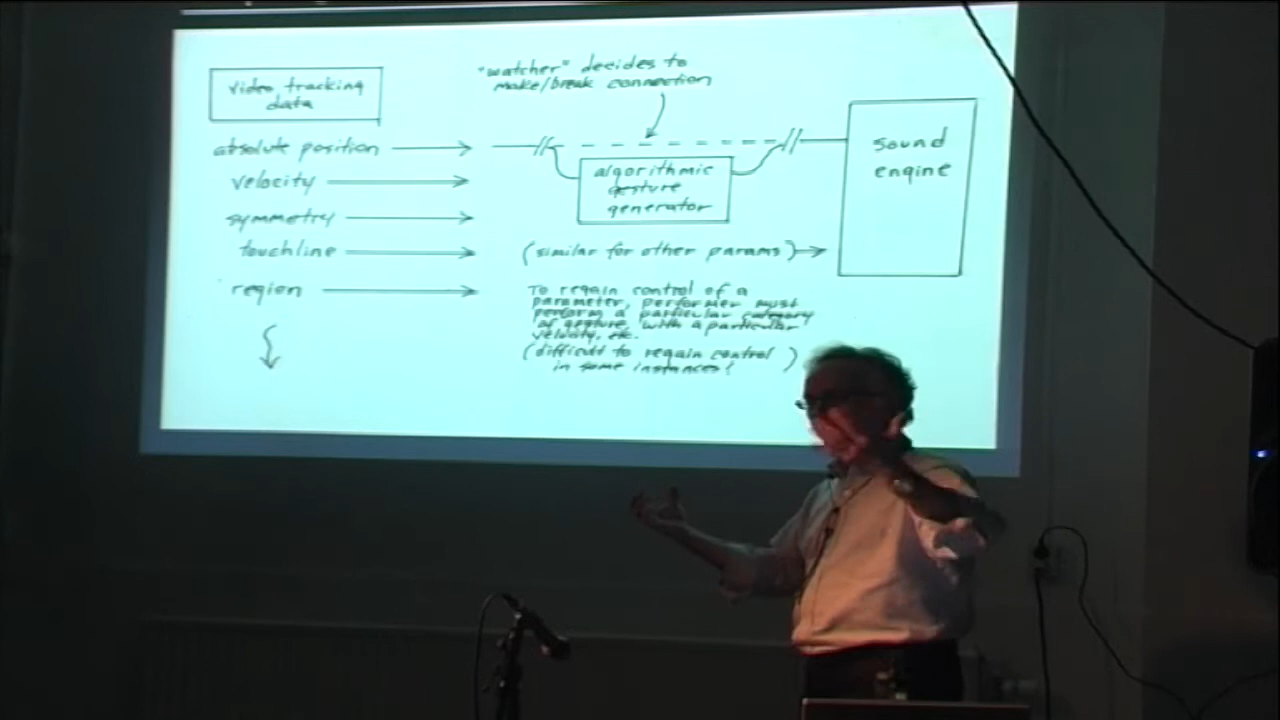 video tracking
data
"watcher" decides to
make/break connection
absolute position
velocity
symmetry
touchline
region
algorithmic
gesture
generator
(similar for other params)
To regain control of a
parameter, performer must
perform a particular category
of gesture, with a particular
velocity, etc.
(difficult to regain control)
in some instances!
sound
engine